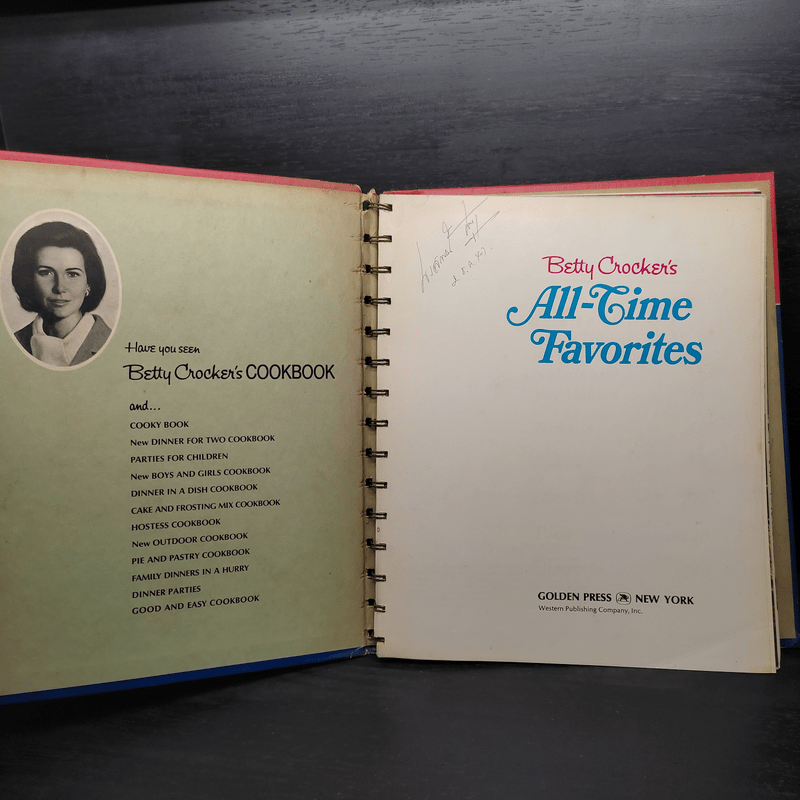 Have you seen
Betty Crocker's COOKBOOK
and...
COOKY BOOK
New DINNER FOR TWO COOKBOOK
PARTIES FOR CHILDREN
New BOYS AND GIRLS COOKBOOK
DINNER IN A DISH COOKBOOK
CAKE AND FROSTING MIX COOKBOOK
HOSTESS COOKBOOK
New OUTDOOR COOKBOOK
PIE AND PASTRY COOKBOOK
FAMILY DINNERS IN A HURRY
DINNER PARTIES
GOOD AND EASY COOKBOOK
Betty Crocker's
All-Time
Favorites
GOLDEN PRESS NEW YORK
Western Publishing Company, Inc.